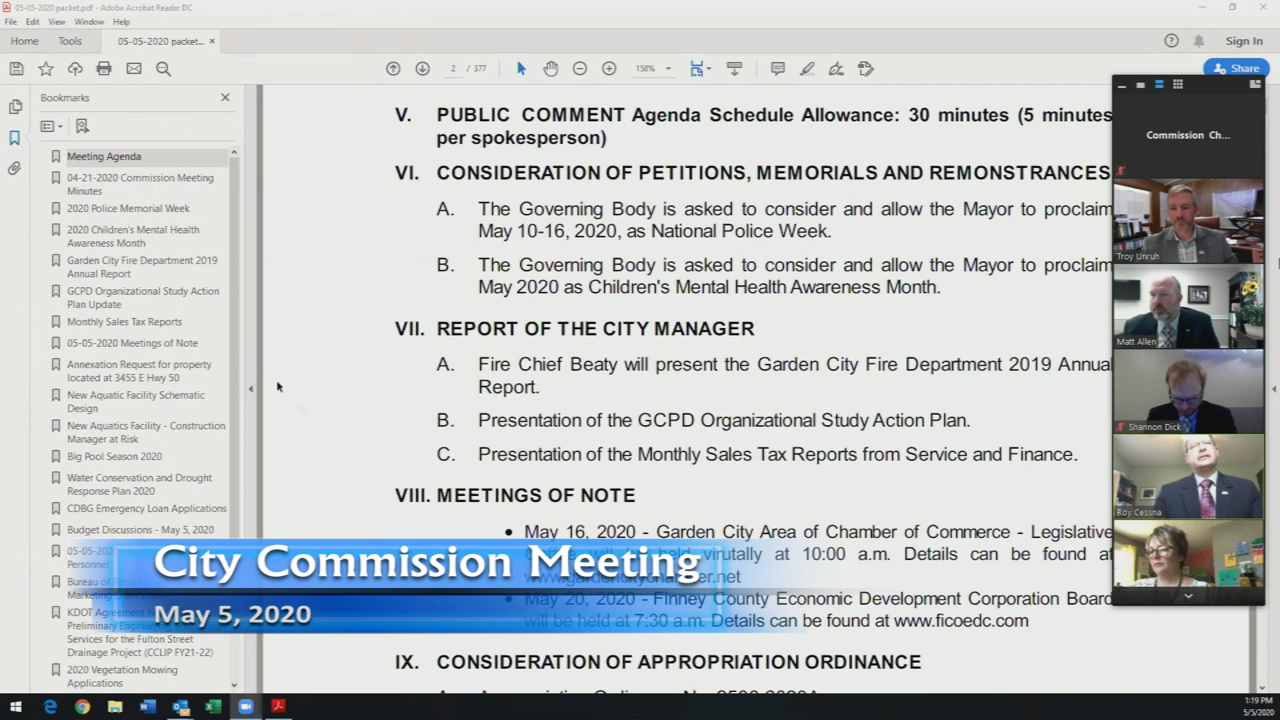 05-05-2020 packet.pdf - Adobe Acrobat Reader DC
File Edit View Window Help
Home Tools 05-05-2020 packet... × Sign In
2 / 377 158% Share
Bookmarks
Meeting Agenda
04-21-2020 Commission Meeting
Minutes
2020 Police Memorial Week
2020 Children's Mental Health
Awareness Month
Garden City Fire Department 2019
Annual Report
GCPD Organizational Study Action
Plan Update
Monthly Sales Tax Reports
05-05-2020 Meetings of Note
Annexation Request for property
located at 3455 E Hwy 50
New Aquatic Facility Schematic
Design
New Aquatics Facility - Construction
Manager at Risk
Big Pool Season 2020
Water Conservation and Drought
Response Plan 2020
CDBG Emergency Loan Applications
Budget Discussions - May 5, 2020
05-05-
Personnel
Bureau of
Marketing
KDOT Agreement
Preliminary
Services for the Fulton Street
Drainage Project (CCLIP FY21-22)
2020 Vegetation Mowing
Applications
V. PUBLIC COMMENT Agenda Schedule Allowance: 30 minutes (5 minutes
per spokesperson)
VI. CONSIDERATION OF PETITIONS, MEMORIALS AND REMONSTRANCES
A. The Governing Body is asked to consider and allow the Mayor to proclaim
May 10-16, 2020, as National Police Week.
B. The Governing Body is asked to consider and allow the Mayor to proclaim
May 2020 as Children's Mental Health Awareness Month.
VII. REPORT OF THE CITY MANAGER
A. Fire Chief Beaty will present the Garden City Fire Department 2019 Annual
Report.
B. Presentation of the GCPD Organizational Study Action Plan.
C. Presentation of the Monthly Sales Tax Reports from Service and Finance.
VIII. MEETINGS OF NOTE
• May 16, 2020 - Garden City Area of Chamber of Commerce - Legislative
will be held virutally at 10:00 a.m. Details can be found at
www.gardencitychamber.net
• May 20, 2020 - Finney County Economic Development Corporation Board
will be held at 7:30 a.m. Details can be found at www.ficoedc.com
IX. CONSIDERATION OF APPROPRIATION ORDINANCE
Commission Ch...
Troy Unruh
Matt Allen
Shannon Dick
Roy Cessna
City Commission Meeting
May 5, 2020
1:19 PM
5/5/2020